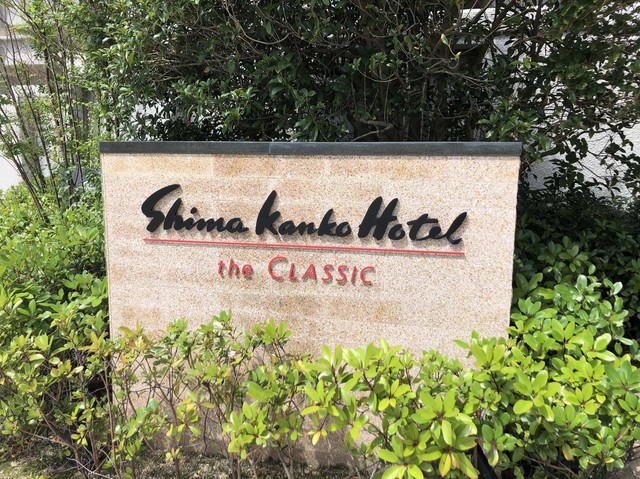 Shima Kanko Hotel
the CLASSIC